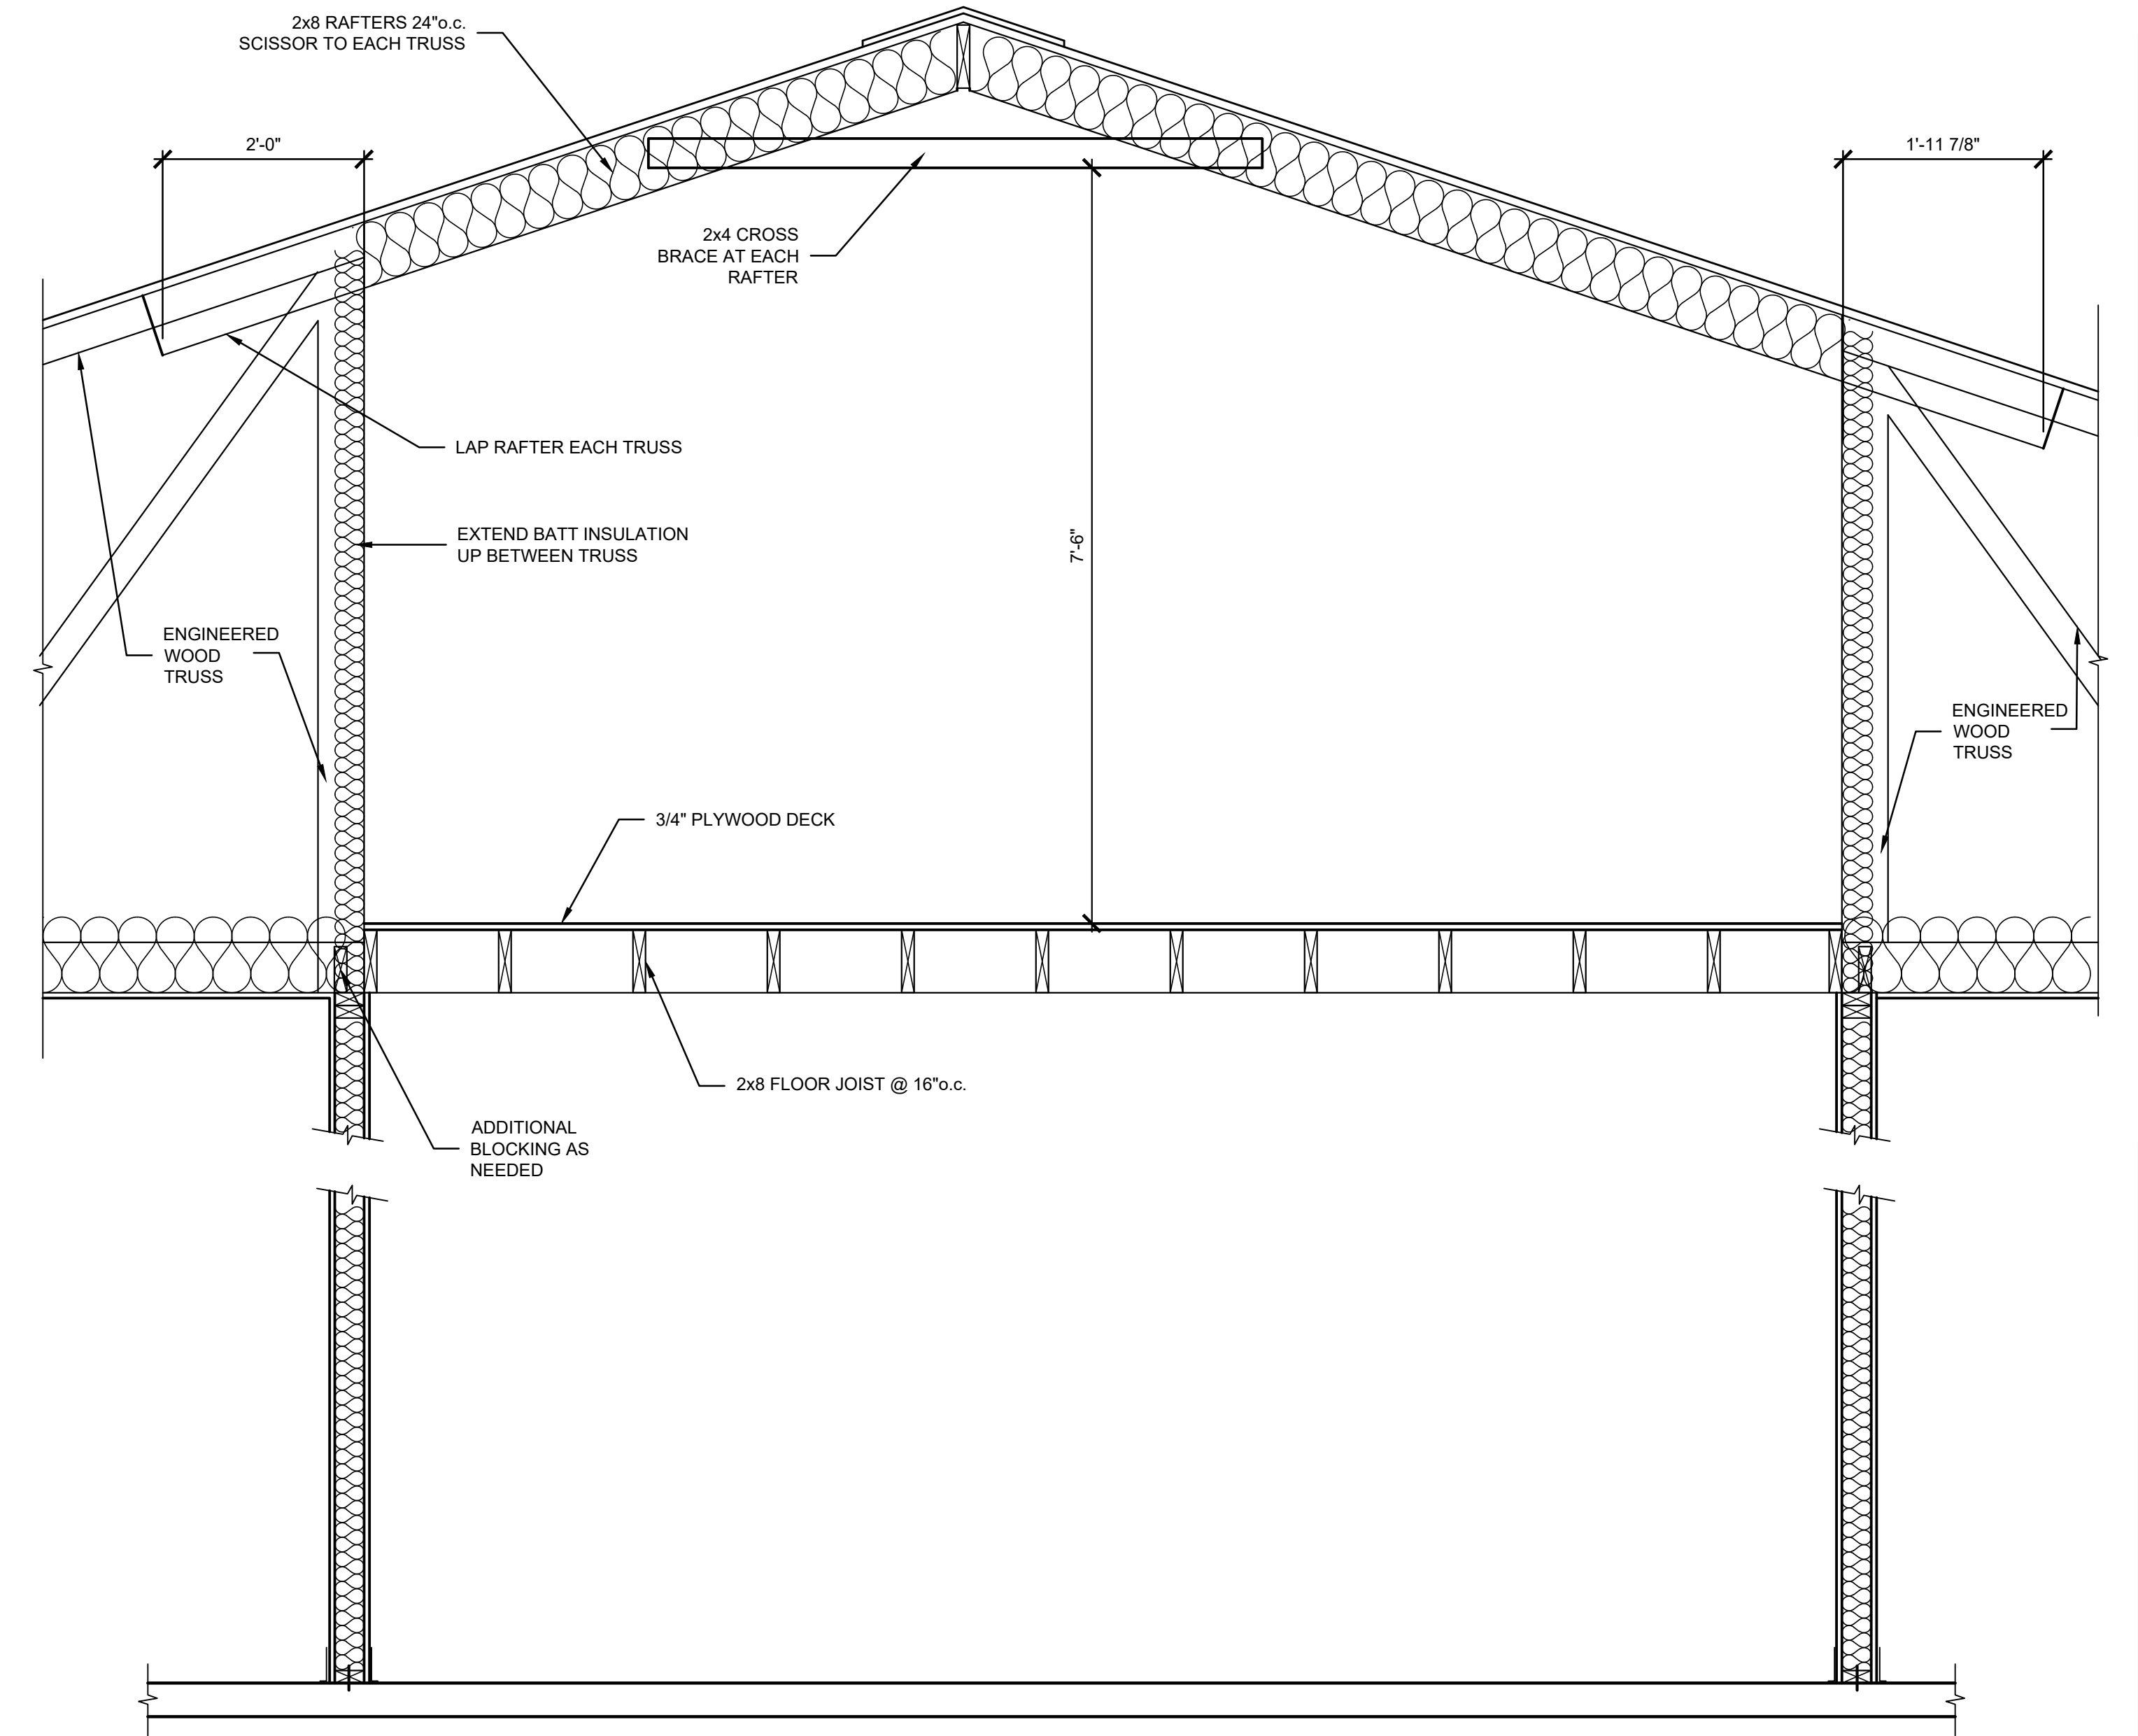 2x8 RAFTERS 24"o.c.
SCISSOR TO EACH TRUSS
2'-0"
1'-11 7/8"
2x4 CROSS
BRACE AT EACH
RAFTER
LAP RAFTER EACH TRUSS
EXTEND BATT INSULATION
UP BETWEEN TRUSS
7'-6"
ENGINEERED
WOOD
TRUSS
ENGINEERED
WOOD
TRUSS
3/4" PLYWOOD DECK
2x8 FLOOR JOIST @ 16"o.c.
ADDITIONAL
BLOCKING AS
NEEDED